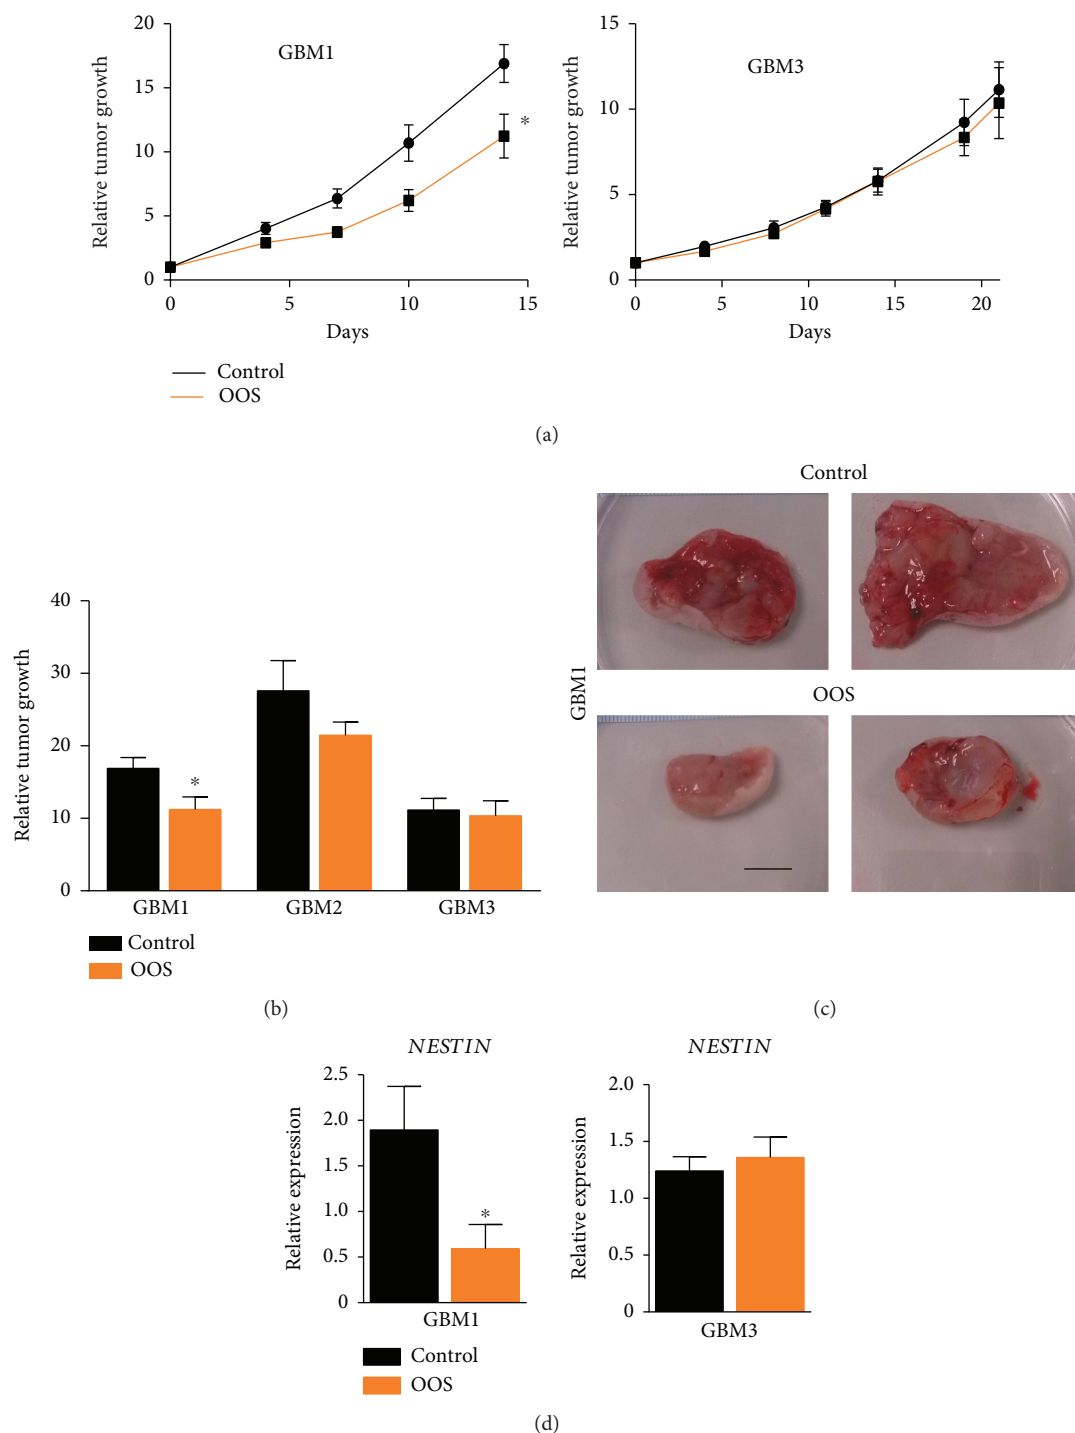 GBM1
Relative tumor growth
20
15
10
5
0
0
5
10
15
Days
*
GBM3
Relative tumor growth
15
10
5
0
0
5
10
15
20
Days
Control
OOS
(a)
Relative tumor growth
40
30
20
10
0
*
GBM1
GBM2
GBM3
Control
OOS
(b)
Control
GBM1
OOS
(c)
NESTIN
Relative expression
2.5
2.0
1.5
1.0
0.5
0
*
GBM1
NESTIN
Relative expression
2.0
1.5
1.0
0.5
0
GBM3
Control
OOS
(d)